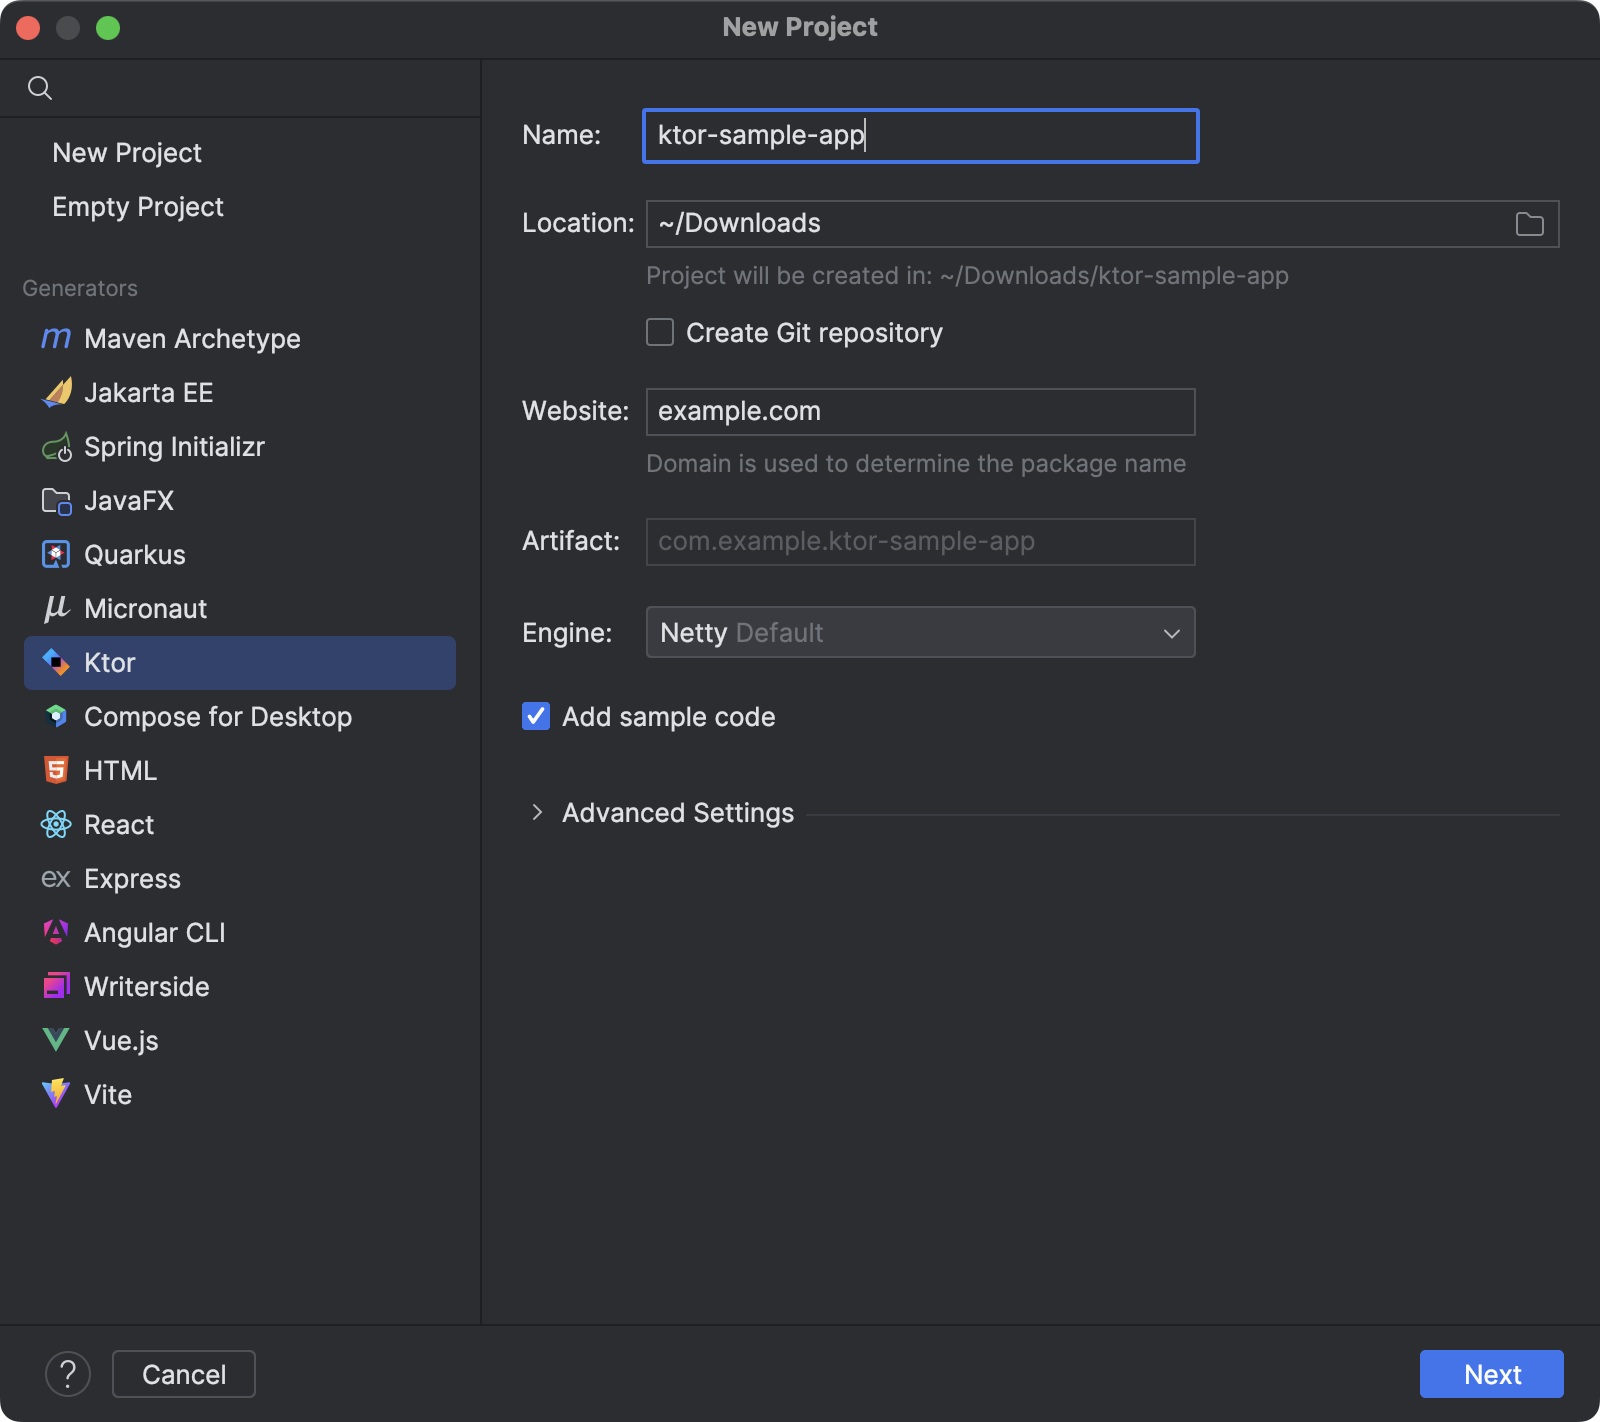 New Project
New Project
Empty Project
Generators
m Maven Archetype
Jakarta EE
Spring Initializr
JavaFX
Quarkus
μ Micronaut
Ktor
Compose for Desktop
5 HTML
React
ex Express
A Angular CLI
Writerside
Vue.js
Vite
Name: ktor-sample-app
Location: ~/Downloads
Project will be created in: ~/Downloads/ktor-sample-app
Create Git repository
Website: example.com
Domain is used to determine the package name
Artifact: com.example.ktor-sample-app
Engine: Netty Default
Add sample code
Advanced Settings
? Cancel
Next